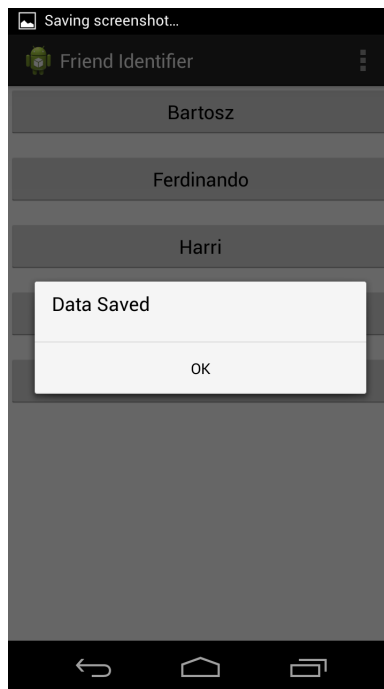 Saving screenshot...
Friend Identifier
Bartosz
Ferdinando
Harri
Data Saved
OK